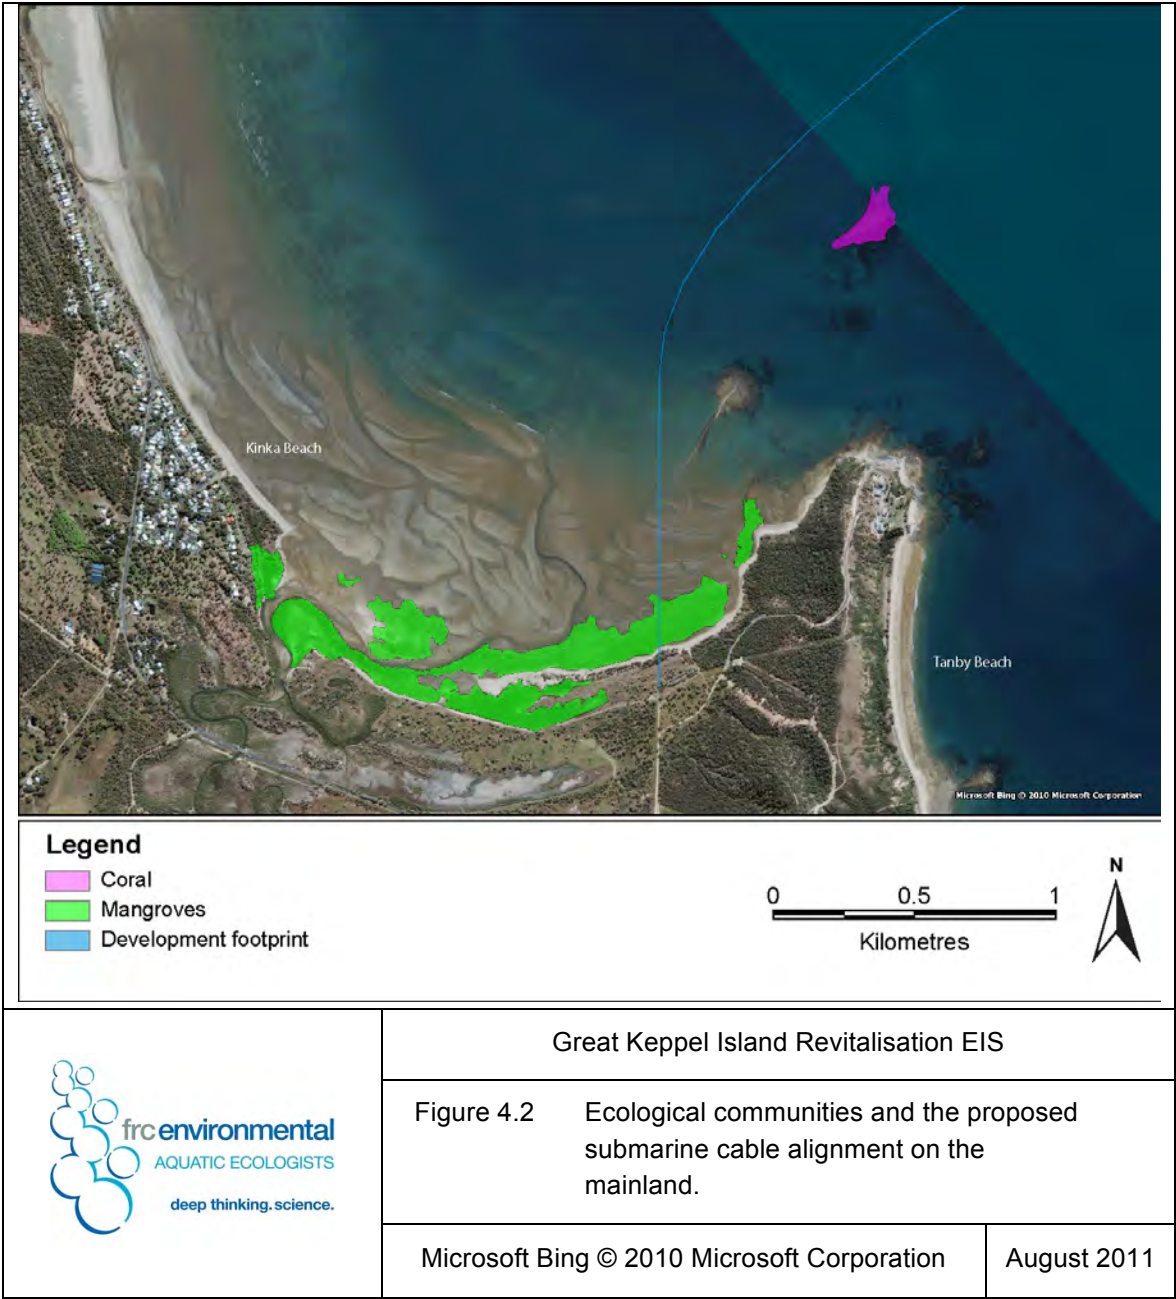 Kinka Beach
Tanby Beach
Microsoft Bing © 2010 Microsoft Corporation
Legend
Coral
Mangroves
Development footprint
0 0.5 1
Kilometres
N
frcenvironmental
AQUATIC ECOLOGISTS
deep thinking.science.
Great Keppel Island Revitalisation EIS
Figure 4.2 Ecological communities and the proposed
submarine cable alignment on the
mainland.
Microsoft Bing © 2010 Microsoft Corporation
August 2011